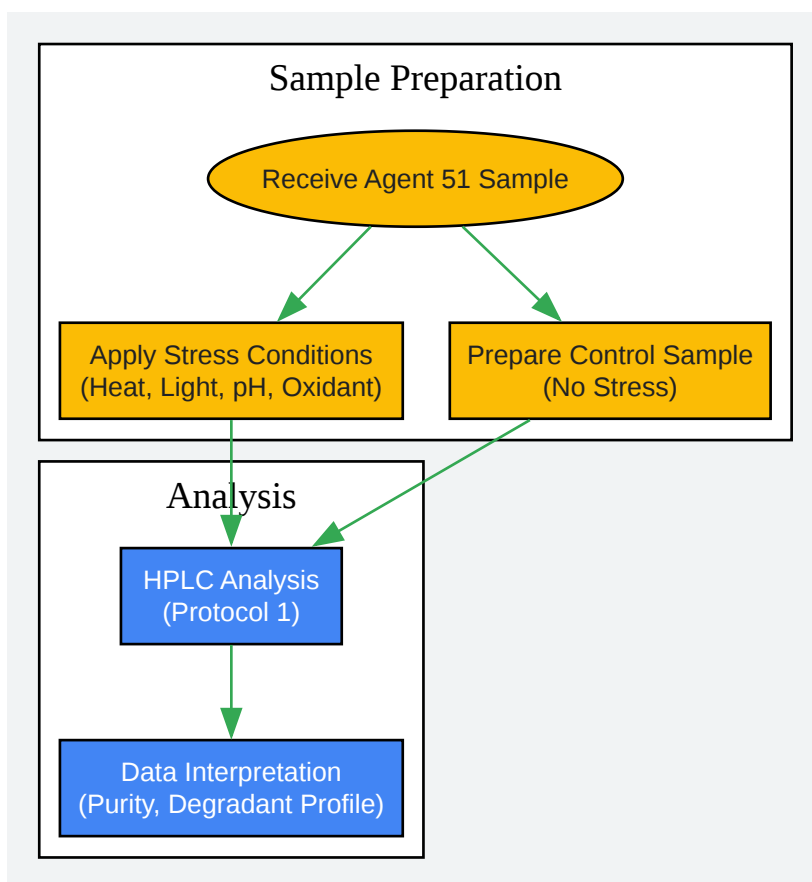 Sample Preparation
Receive Agent 51 Sample
Apply Stress Conditions
(Heat, Light, pH, Oxidant)
Prepare Control Sample
(No Stress)
Analysis
HPLC Analysis
(Protocol 1)
Data Interpretation
(Purity, Degradant Profile)